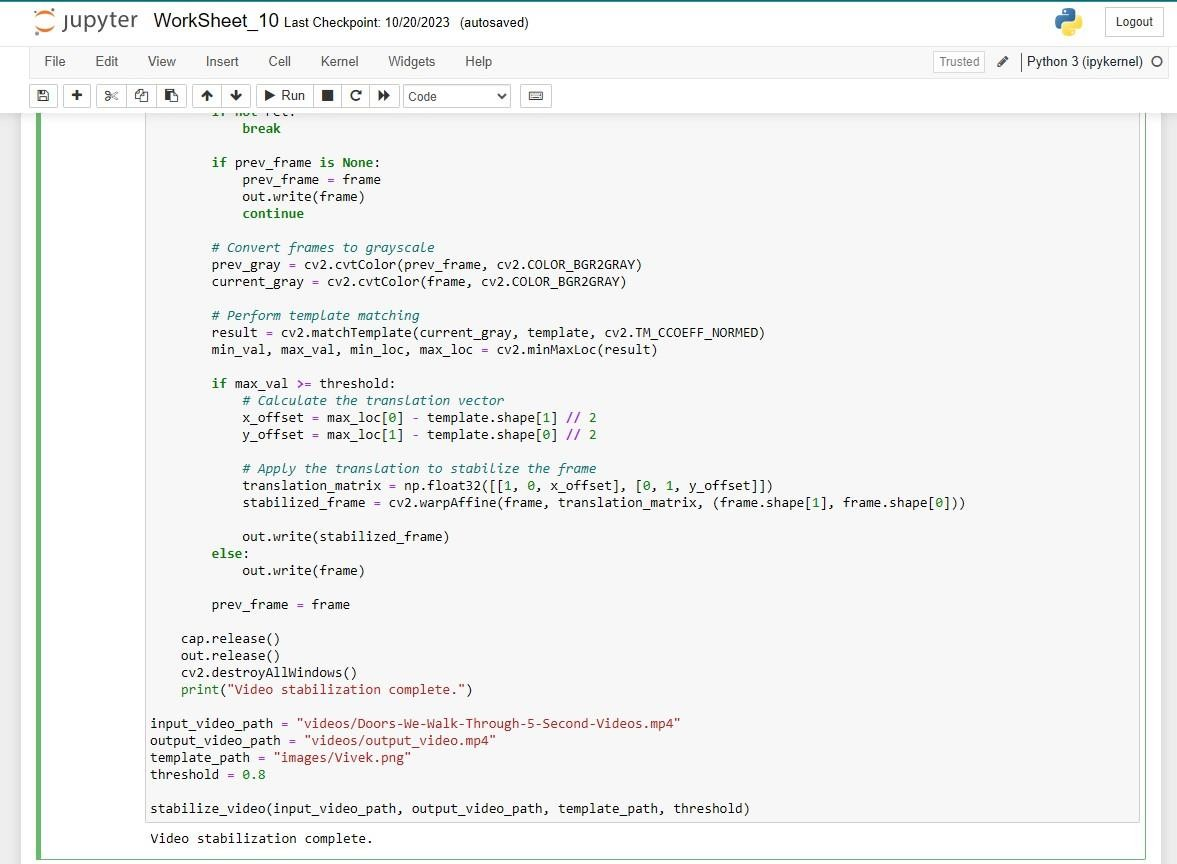 jupyter WorkSheet_10 Last Checkpoint: 10/20/2023 (autosaved) Logout
File Edit View Insert Cell Kernel Widgets Help Trusted Python 3 (ipykernel)
Run Code
if not ret:
break
if prev_frame is None:
prev_frame = frame
out.write(frame)
continue
# Convert frames to grayscale
prev_gray = cv2.cvtColor(prev_frame, cv2.COLOR_BGR2GRAY)
current_gray = cv2.cvtColor(frame, cv2.COLOR_BGR2GRAY)
# Perform template matching
result = cv2.matchTemplate(current_gray, template, cv2.TM_CCOEFF_NORMED)
min_val, max_val, min_loc, max_loc = cv2.minMaxLoc(result)
if max_val >= threshold:
# Calculate the translation vector
x_offset = max_loc[0] - template.shape[1] // 2
y_offset = max_loc[1] - template.shape[0] // 2
# Apply the translation to stabilize the frame
translation_matrix = np.float32([[1, 0, x_offset], [0, 1, y_offset]])
stabilized_frame = cv2.warpAffine(frame, translation_matrix, (frame.shape[1], frame.shape[0]))
out.write(stabilized_frame)
else:
out.write(frame)
prev_frame = frame
cap.release()
out.release()
cv2.destroyAllWindows()
print("Video stabilization complete.")
input_video_path = "videos/Doors-We-Walk-Through-5-Second-Videos.mp4"
output_video_path = "videos/output_video.mp4"
template_path = "images/Vivek.png"
threshold = 0.8
stabilize_video(input_video_path, output_video_path, template_path, threshold)
Video stabilization complete.